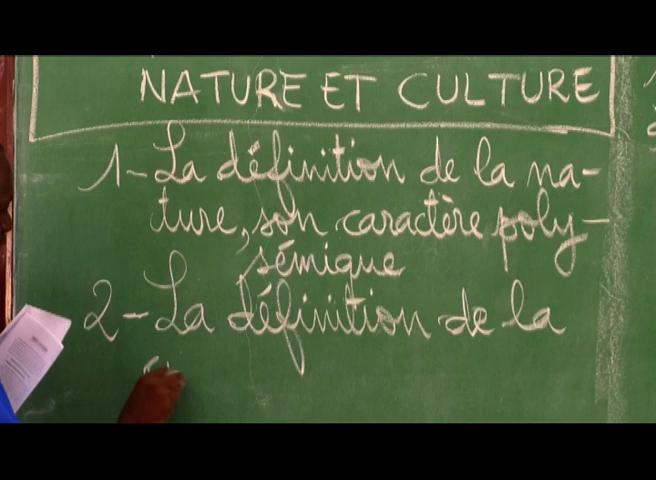 NATURE ET CULTURE
1-La définition de la na-
ture, son caractère poly-
sémique
2-La définition de la